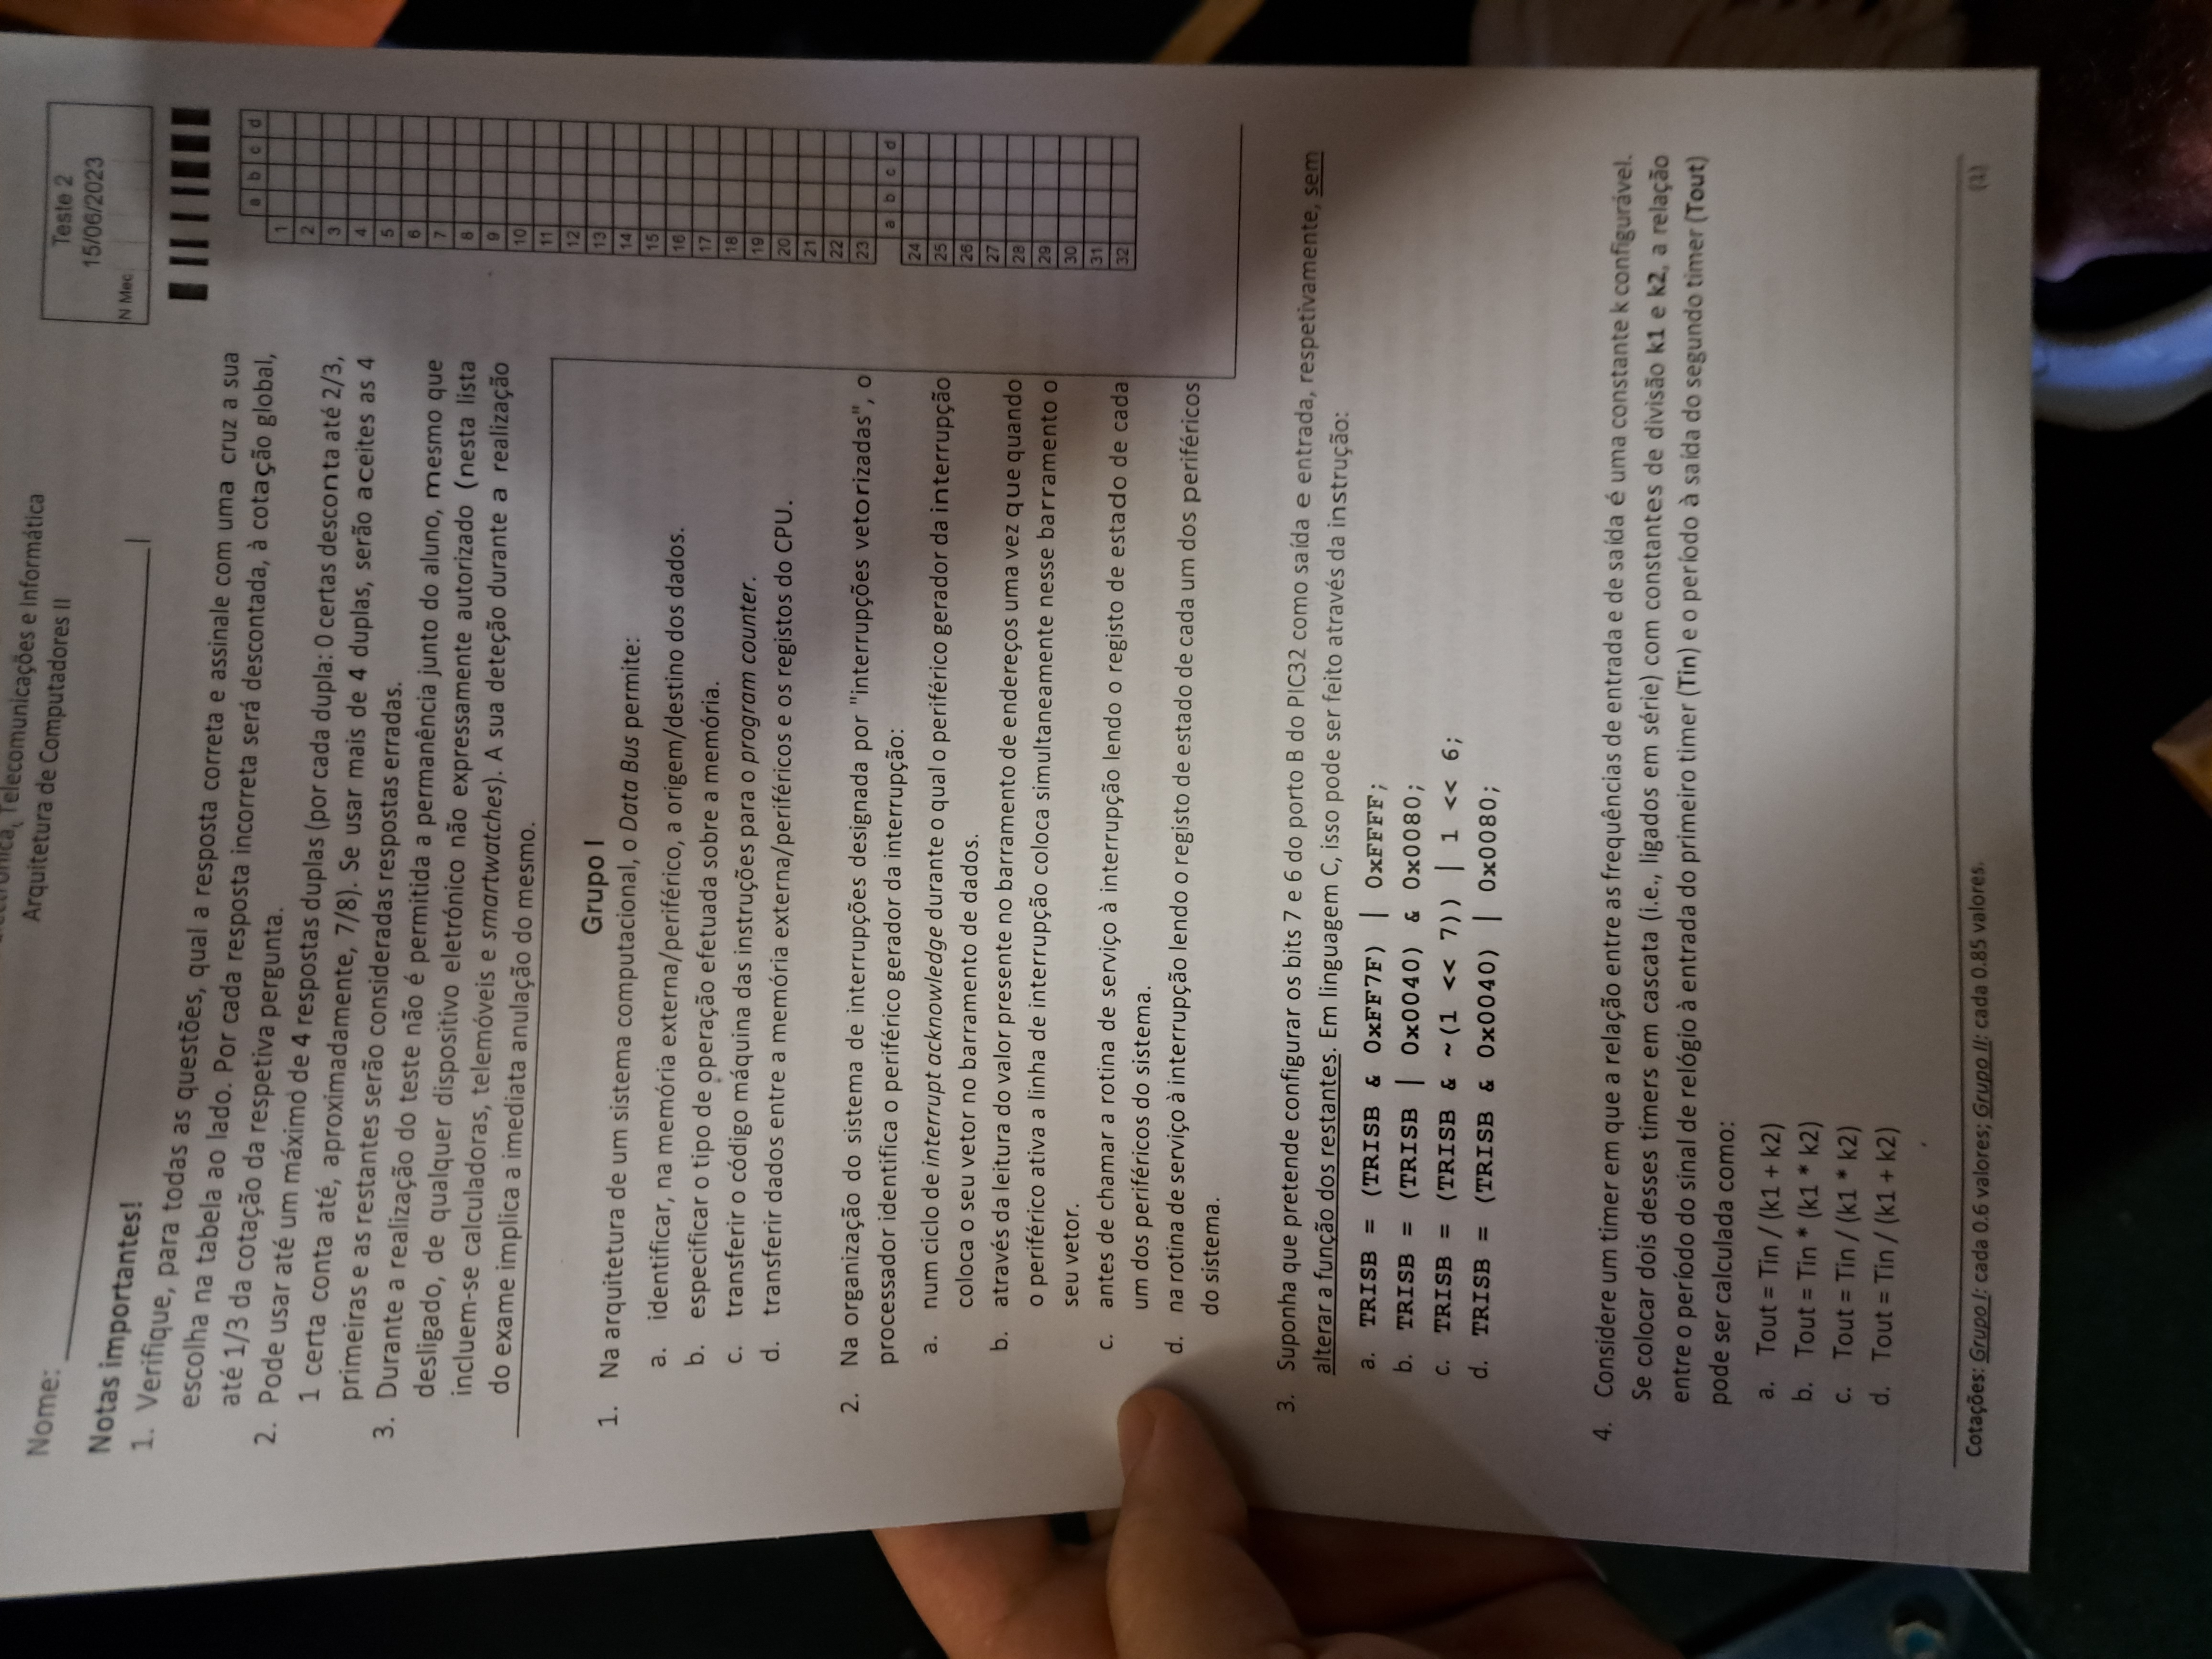 Telecomunicações e Informática
Arquitetura de Computadores II
Nome:
Teste 2
15/06/2023
N Mec
Notas importantes!
1. Verifique, para todas as questões, qual a resposta correta e assinale com uma cruz a sua
escolha na tabela ao lado. Por cada resposta incorreta será descontada, à cotação global,
até 1/3 da cotação da respetiva pergunta.
2. Pode usar até um máximo de 4 respostas duplas (por cada dupla: 0 certas desconta até 2/3,
1 certa conta até, aproximadamente, 7/8). Se usar mais de 4 duplas, serão aceites as 4
primeiras e as restantes serão consideradas respostas erradas.
3. Durante a realização do teste não é permitida a permanência junto do aluno, mesmo que
desligado, de qualquer dispositivo eletrónico não expressamente autorizado (nesta lista
incluem-se calculadoras, telemóveis e smartwatches). A sua deteção durante a realização
do exame implica a imediata anulação do mesmo.
a b c d
1
2
3
4
5
6
7
8
9
10
11
12
13
14
15
16
17
18
19
20
21
22
23
a b c d
24
25
26
27
28
29
30
31
32
Grupo I
1. Na arquitetura de um sistema computacional, o Data Bus permite:
a. identificar, na memória externa/periférico, a origem/destino dos dados.
b. especificar o tipo de operação efetuada sobre a memória.
c. transferir o código máquina das instruções para o program counter.
d. transferir dados entre a memória externa/periféricos e os registos do CPU.
2. Na organização do sistema de interrupções designada por "interrupções vetorizadas", o
processador identifica o periférico gerador da interrupção:
a. num ciclo de interrupt acknowledge durante o qual o periférico gerador da interrupção
coloca o seu vetor no barramento de dados.
b. através da leitura do valor presente no barramento de endereços uma vez que quando
o periférico ativa a linha de interrupção coloca simultaneamente nesse barramento o
seu vetor.
c. antes de chamar a rotina de serviço à interrupção lendo o registo de estado de cada
um dos periféricos do sistema.
d. na rotina de serviço à interrupção lendo o registo de estado de cada um dos periféricos
do sistema.
3. Suponha que pretende configurar os bits 7 e 6 do porto B do PIC32 como saída e entrada, respetivamente, sem
alterar a função dos restantes. Em linguagem C, isso pode ser feito através da instrução:
a. TRISB = (TRISB & 0xFF7F) | 0xFFFF;
b. TRISB = (TRISB | 0x0040) & 0x0080;
c. TRISB = (TRISB & ~(1 << 7)) | 1 << 6;
d. TRISB = (TRISB & 0x0040) | 0x0080;
4. Considere um timer em que a relação entre as frequências de entrada e de saída é uma constante k configurável.
Se colocar dois desses timers em cascata (i.e., ligados em série) com constantes de divisão k1 e k2, a relação
entre o período do sinal de relógio à entrada do primeiro timer (Tin) e o período à saída do segundo timer (Tout)
pode ser calculada como:
a. Tout = Tin / (k1 + k2)
b. Tout = Tin * (k1 * k2)
c. Tout = Tin / (k1 * k2)
d. Tout = Tin / (k1 + k2)
Cotações: Grupo I: cada 0.6 valores; Grupo II: cada 0.85 valores.
(1)